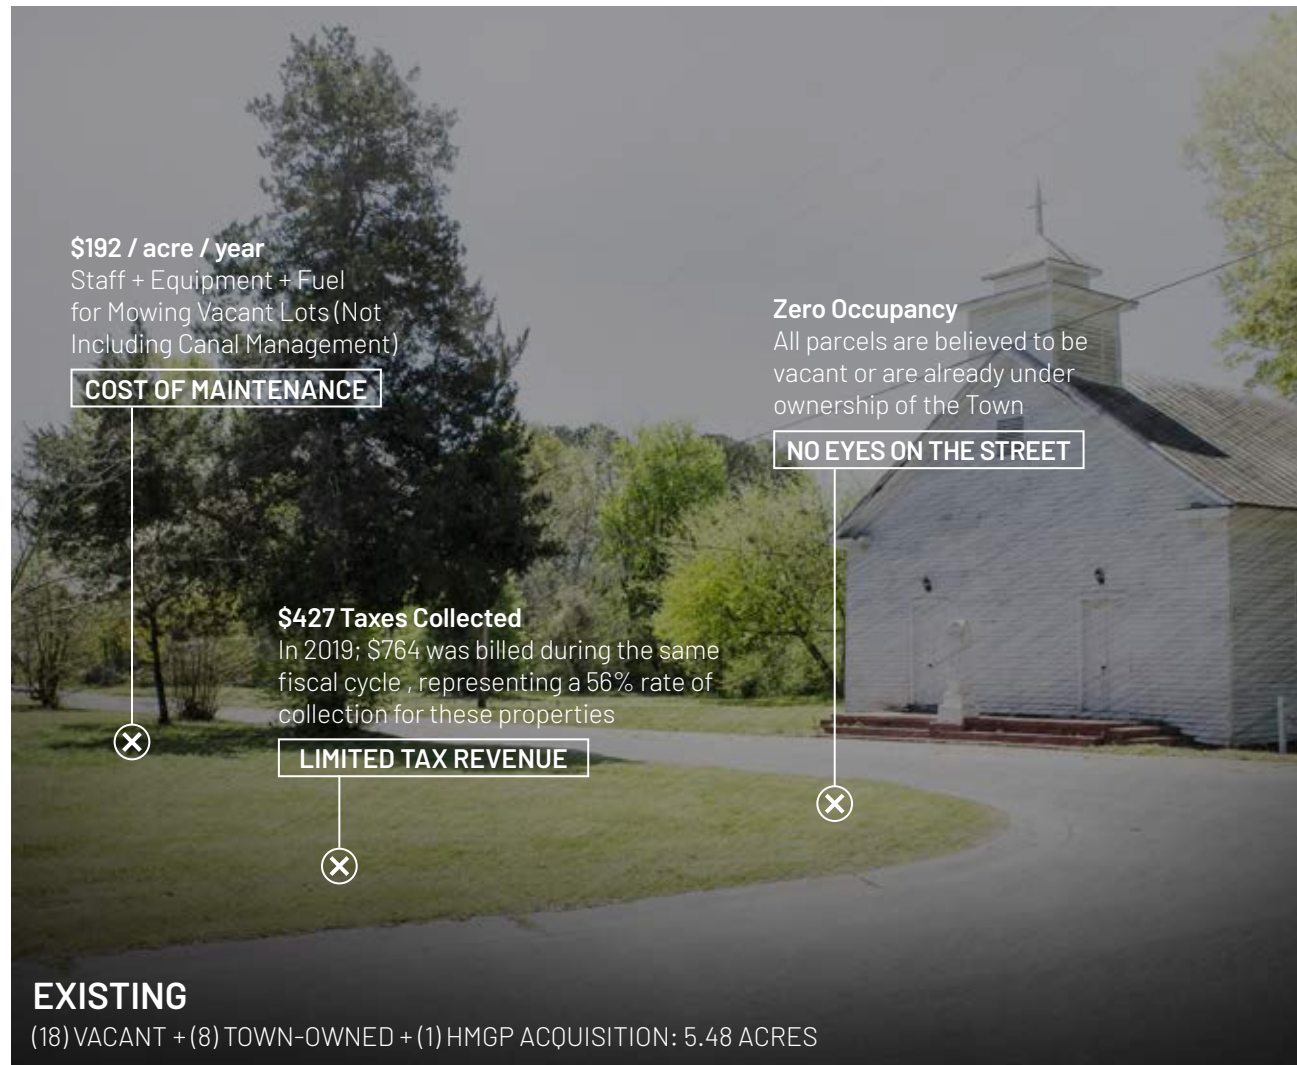 $192 / acre / year
Staff + Equipment + Fuel
for Mowing Vacant Lots (Not
Including Canal Management)
COST OF MAINTENANCE
Zero Occupancy
All parcels are believed to be
vacant or are already under
ownership of the Town
NO EYES ON THE STREET
$427 Taxes Collected
In 2019; $764 was billed during the same
fiscal cycle , representing a 56% rate of
collection for these properties
LIMITED TAX REVENUE
EXISTING
(18) VACANT + (8) TOWN-OWNED + (1) HMGP ACQUISITION: 5.48 ACRES